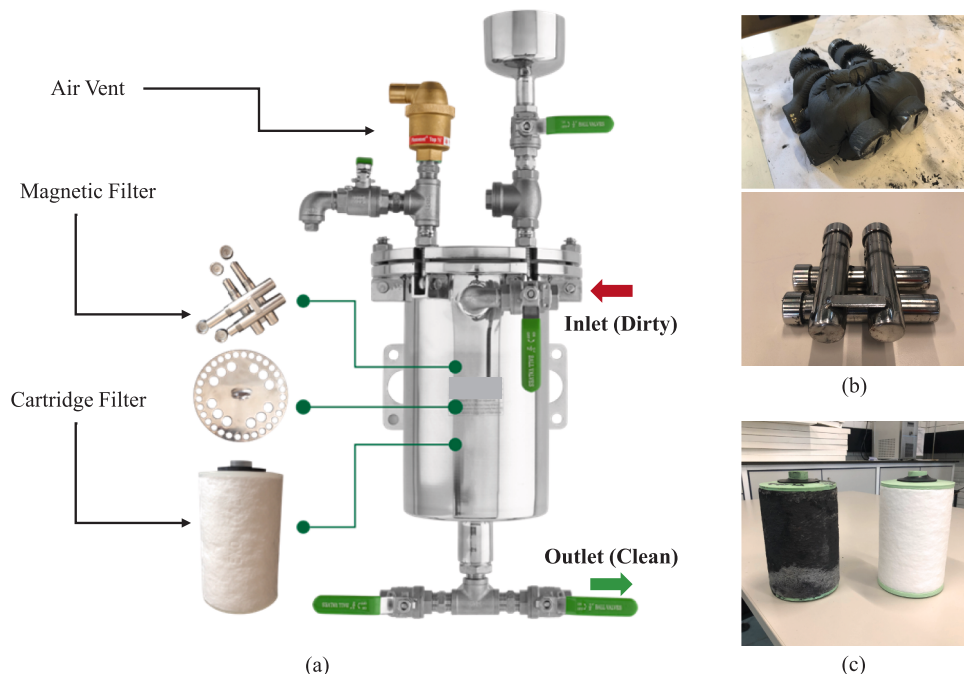 Air Vent
Magnetic Filter
Cartridge Filter
Inlet (Dirty)
Outlet (Clean)
(a)
(b)
(c)